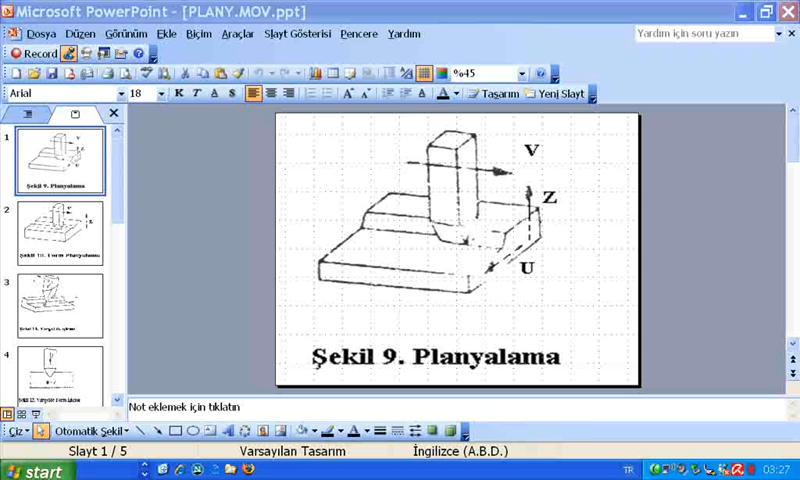 Microsoft PowerPoint - [PLANY.MOV.ppt]
Dosya Düzen Görünüm Ekle Biçim Araçlar Slayt Gösterisi Pencere Yardım
Yardım için soru yazın
Record
%45
Arial 18 K T A S A A A Tasarım Yeni Slayt
1
Şekil 9. Planyalama
2
3
4
V
Z
U
Şekil 9. Planyalama
Not eklemek için tıklatın
Çiz Otomatik Şekil
Slayt 1 / 5 Varsayılan Tasarım İngilizce (A.B.D.)
start TR 03:27